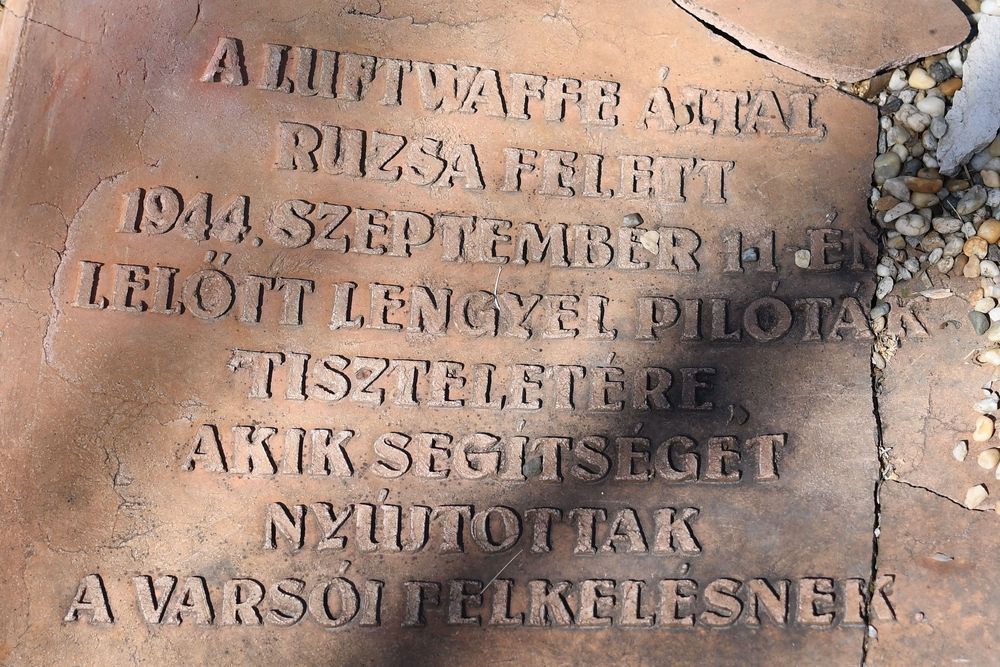 A LUFTWAFFE ÁLTAL
RUZSA FELETT
1944. SZEPTEMBER 11-ÉN
LELŐTT LENGYEL PILÓTÁK
TISZTELETÉRE,
AKIK SEGÍTSÉGET
NYÚJTOTTAK
A VARSÓI FELKELÉSNEK.